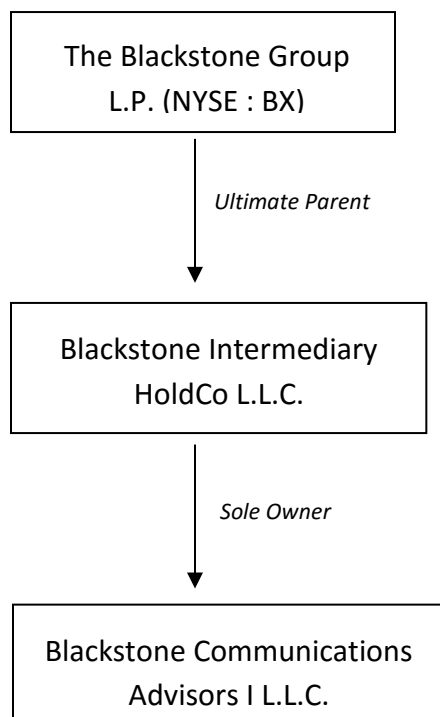 The Blackstone Group
L.P. (NYSE : BX)
Ultimate Parent
Blackstone Intermediary
HoldCo L.L.C.
Sole Owner
Blackstone Communications
Advisors I L.L.C.